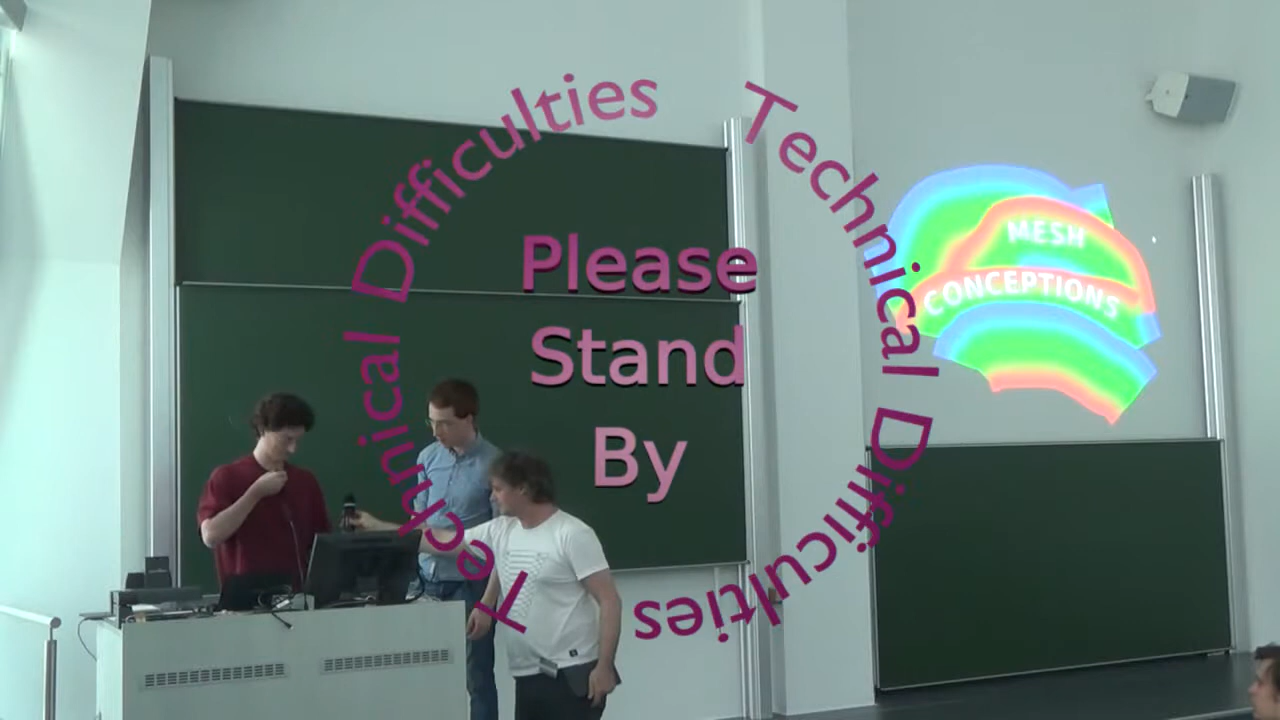 Technical Difficulties
Technical Difficulties
Please
Stand
By
MESH
CONCEPTIONS